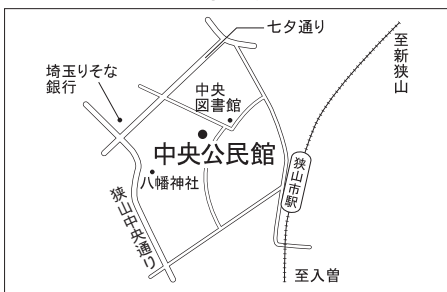 七夕通り
至新狭山
埼玉りそな
銀行
中央
図書館
中央公民館
八幡神社
狭山市駅
狭山中央通り
至入曽